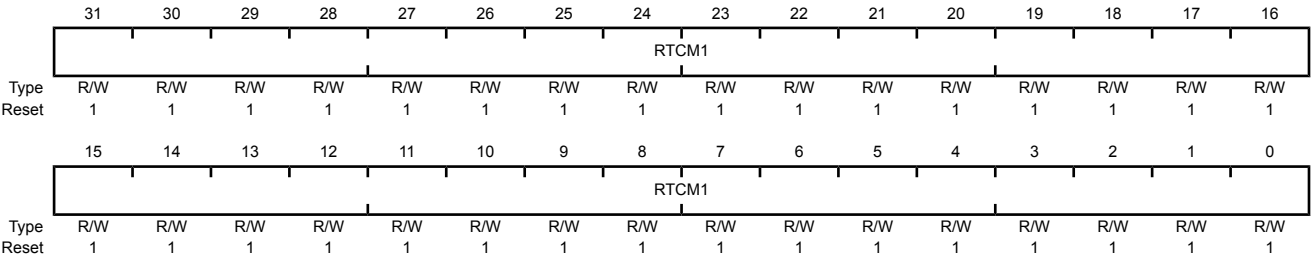 31 30 29 28 27 26 25 24 23 22 21 20 19 18 17 16
RTCM1
Type R/W R/W R/W R/W R/W R/W R/W R/W R/W R/W R/W R/W R/W R/W R/W R/W
Reset 1 1 1 1 1 1 1 1 1 1 1 1 1 1 1 1
15 14 13 12 11 10 9 8 7 6 5 4 3 2 1 0
RTCM1
Type R/W R/W R/W R/W R/W R/W R/W R/W R/W R/W R/W R/W R/W R/W R/W R/W
Reset 1 1 1 1 1 1 1 1 1 1 1 1 1 1 1 1